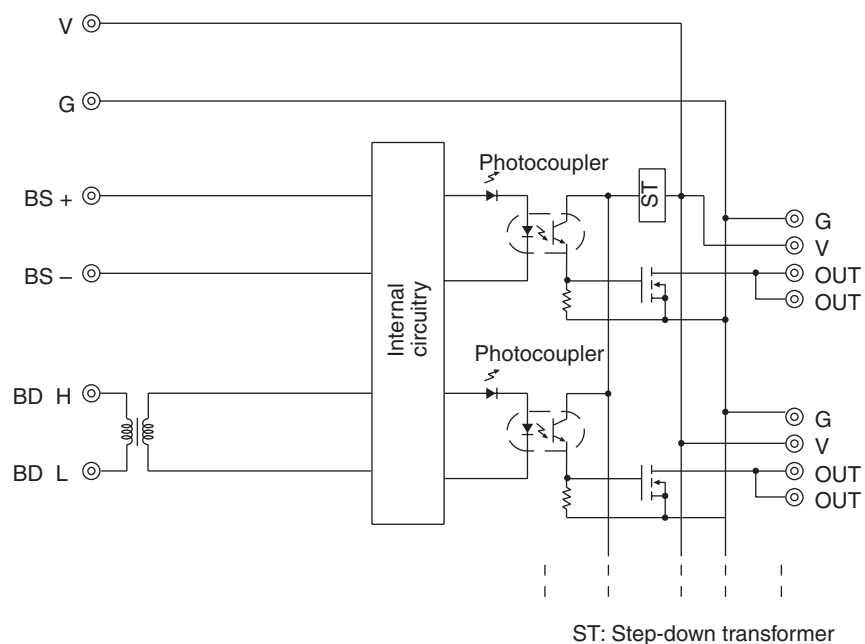 V
G
Photocoupler
BS +
ST
G
V
BS –
OUT
OUT
Internal
circuitry
Photocoupler
BD H
G
V
BD L
OUT
OUT
ST: Step-down transformer